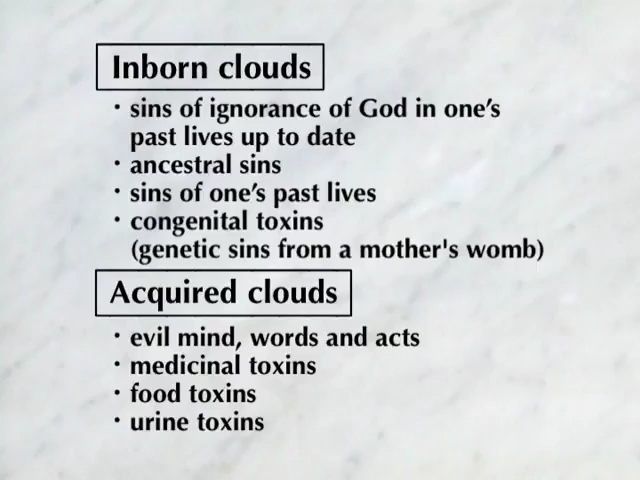 Inborn clouds
· sins of ignorance of God in one's
past lives up to date
· ancestral sins
· sins of one's past lives
· congenital toxins
(genetic sins from a mother's womb)
Acquired clouds
· evil mind, words and acts
· medicinal toxins
· food toxins
· urine toxins